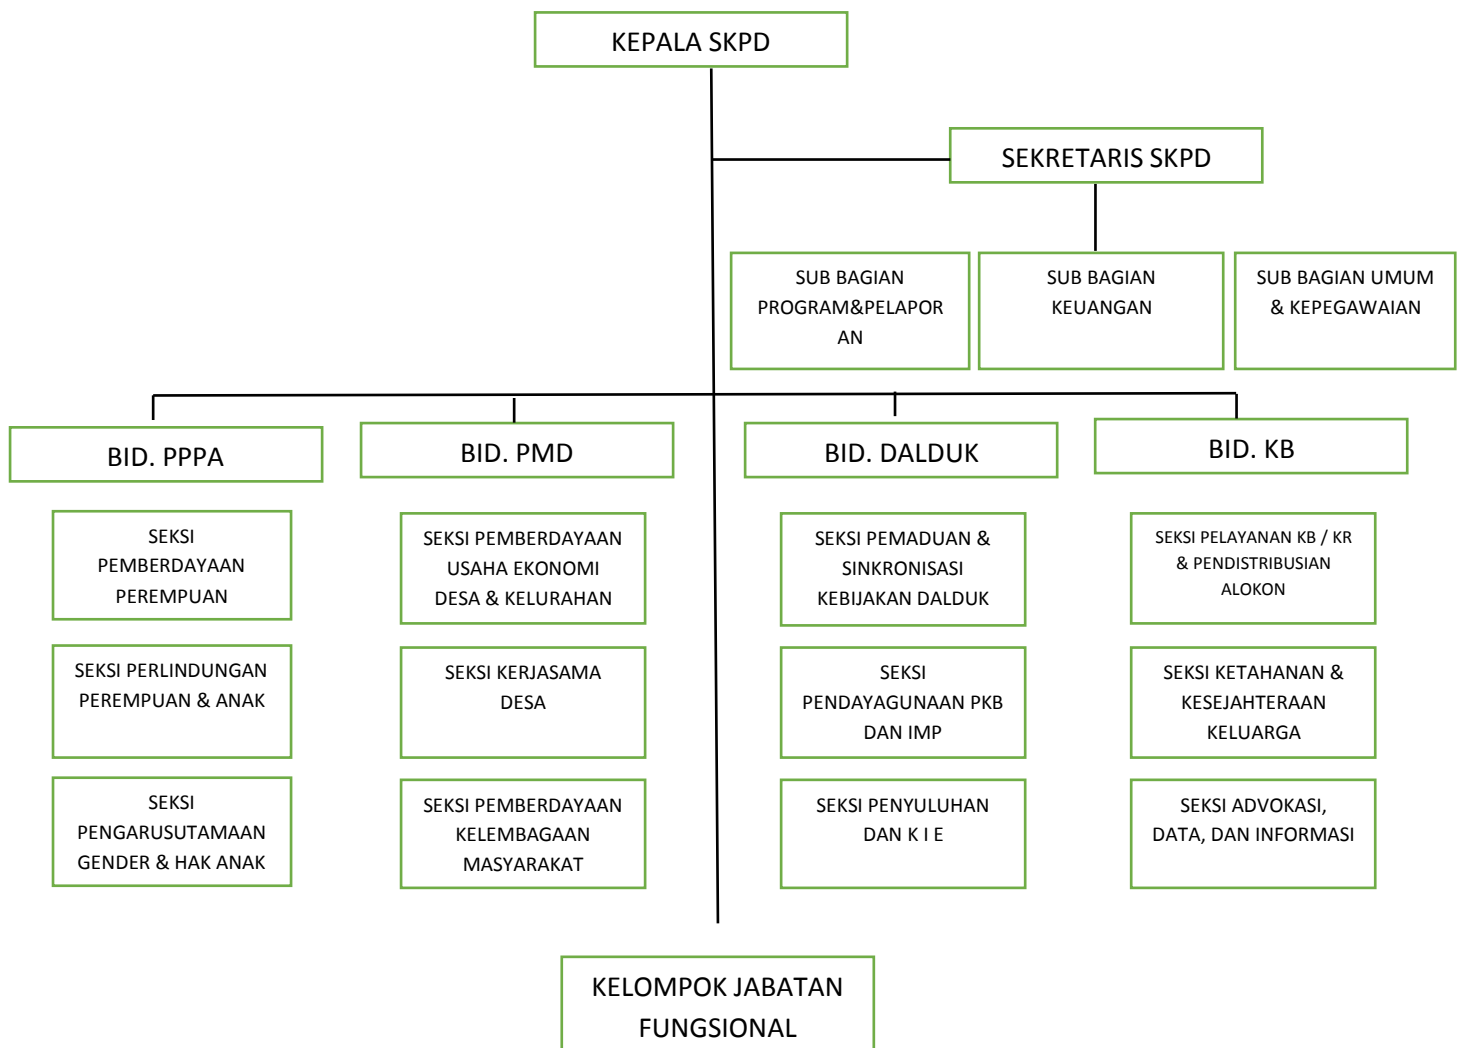 KEPALA SKPD
SEKRETARIS SKPD
SUB BAGIAN
PROGRAM&PELAPOR
AN
SUB BAGIAN
KEUANGAN
SUB BAGIAN UMUM
& KEPEGAWAIAN
BID. PPPA
BID. PMD
BID. DALDUK
BID. KB
SEKSI
PEMBERDAYAAN
PEREMPUAN
SEKSI PEMBERDAYAAN
USAHA EKONOMI
DESA & KELURAHAN
SEKSI PEMADUAN &
SINKRONISASI
KEBIJAKAN DALDUK
SEKSI PELAYANAN KB / KR
& PENDISTRIBUSIAN
ALOKON
SEKSI PERLINDUNGAN
PEREMPUAN & ANAK
SEKSI KERJASAMA
DESA
SEKSI
PENDAYAGUNAAN PKB
DAN IMP
SEKSI KETAHANAN &
KESEJAHTERAAN
KELUARGA
SEKSI
PENGARUSUTAMAAN
GENDER & HAK ANAK
SEKSI PEMBERDAYAAN
KELEMBAGAAN
MASYARAKAT
SEKSI PENYULUHAN
DAN K I E
SEKSI ADVOKASI,
DATA, DAN INFORMASI
KELOMPOK JABATAN
FUNGSIONAL